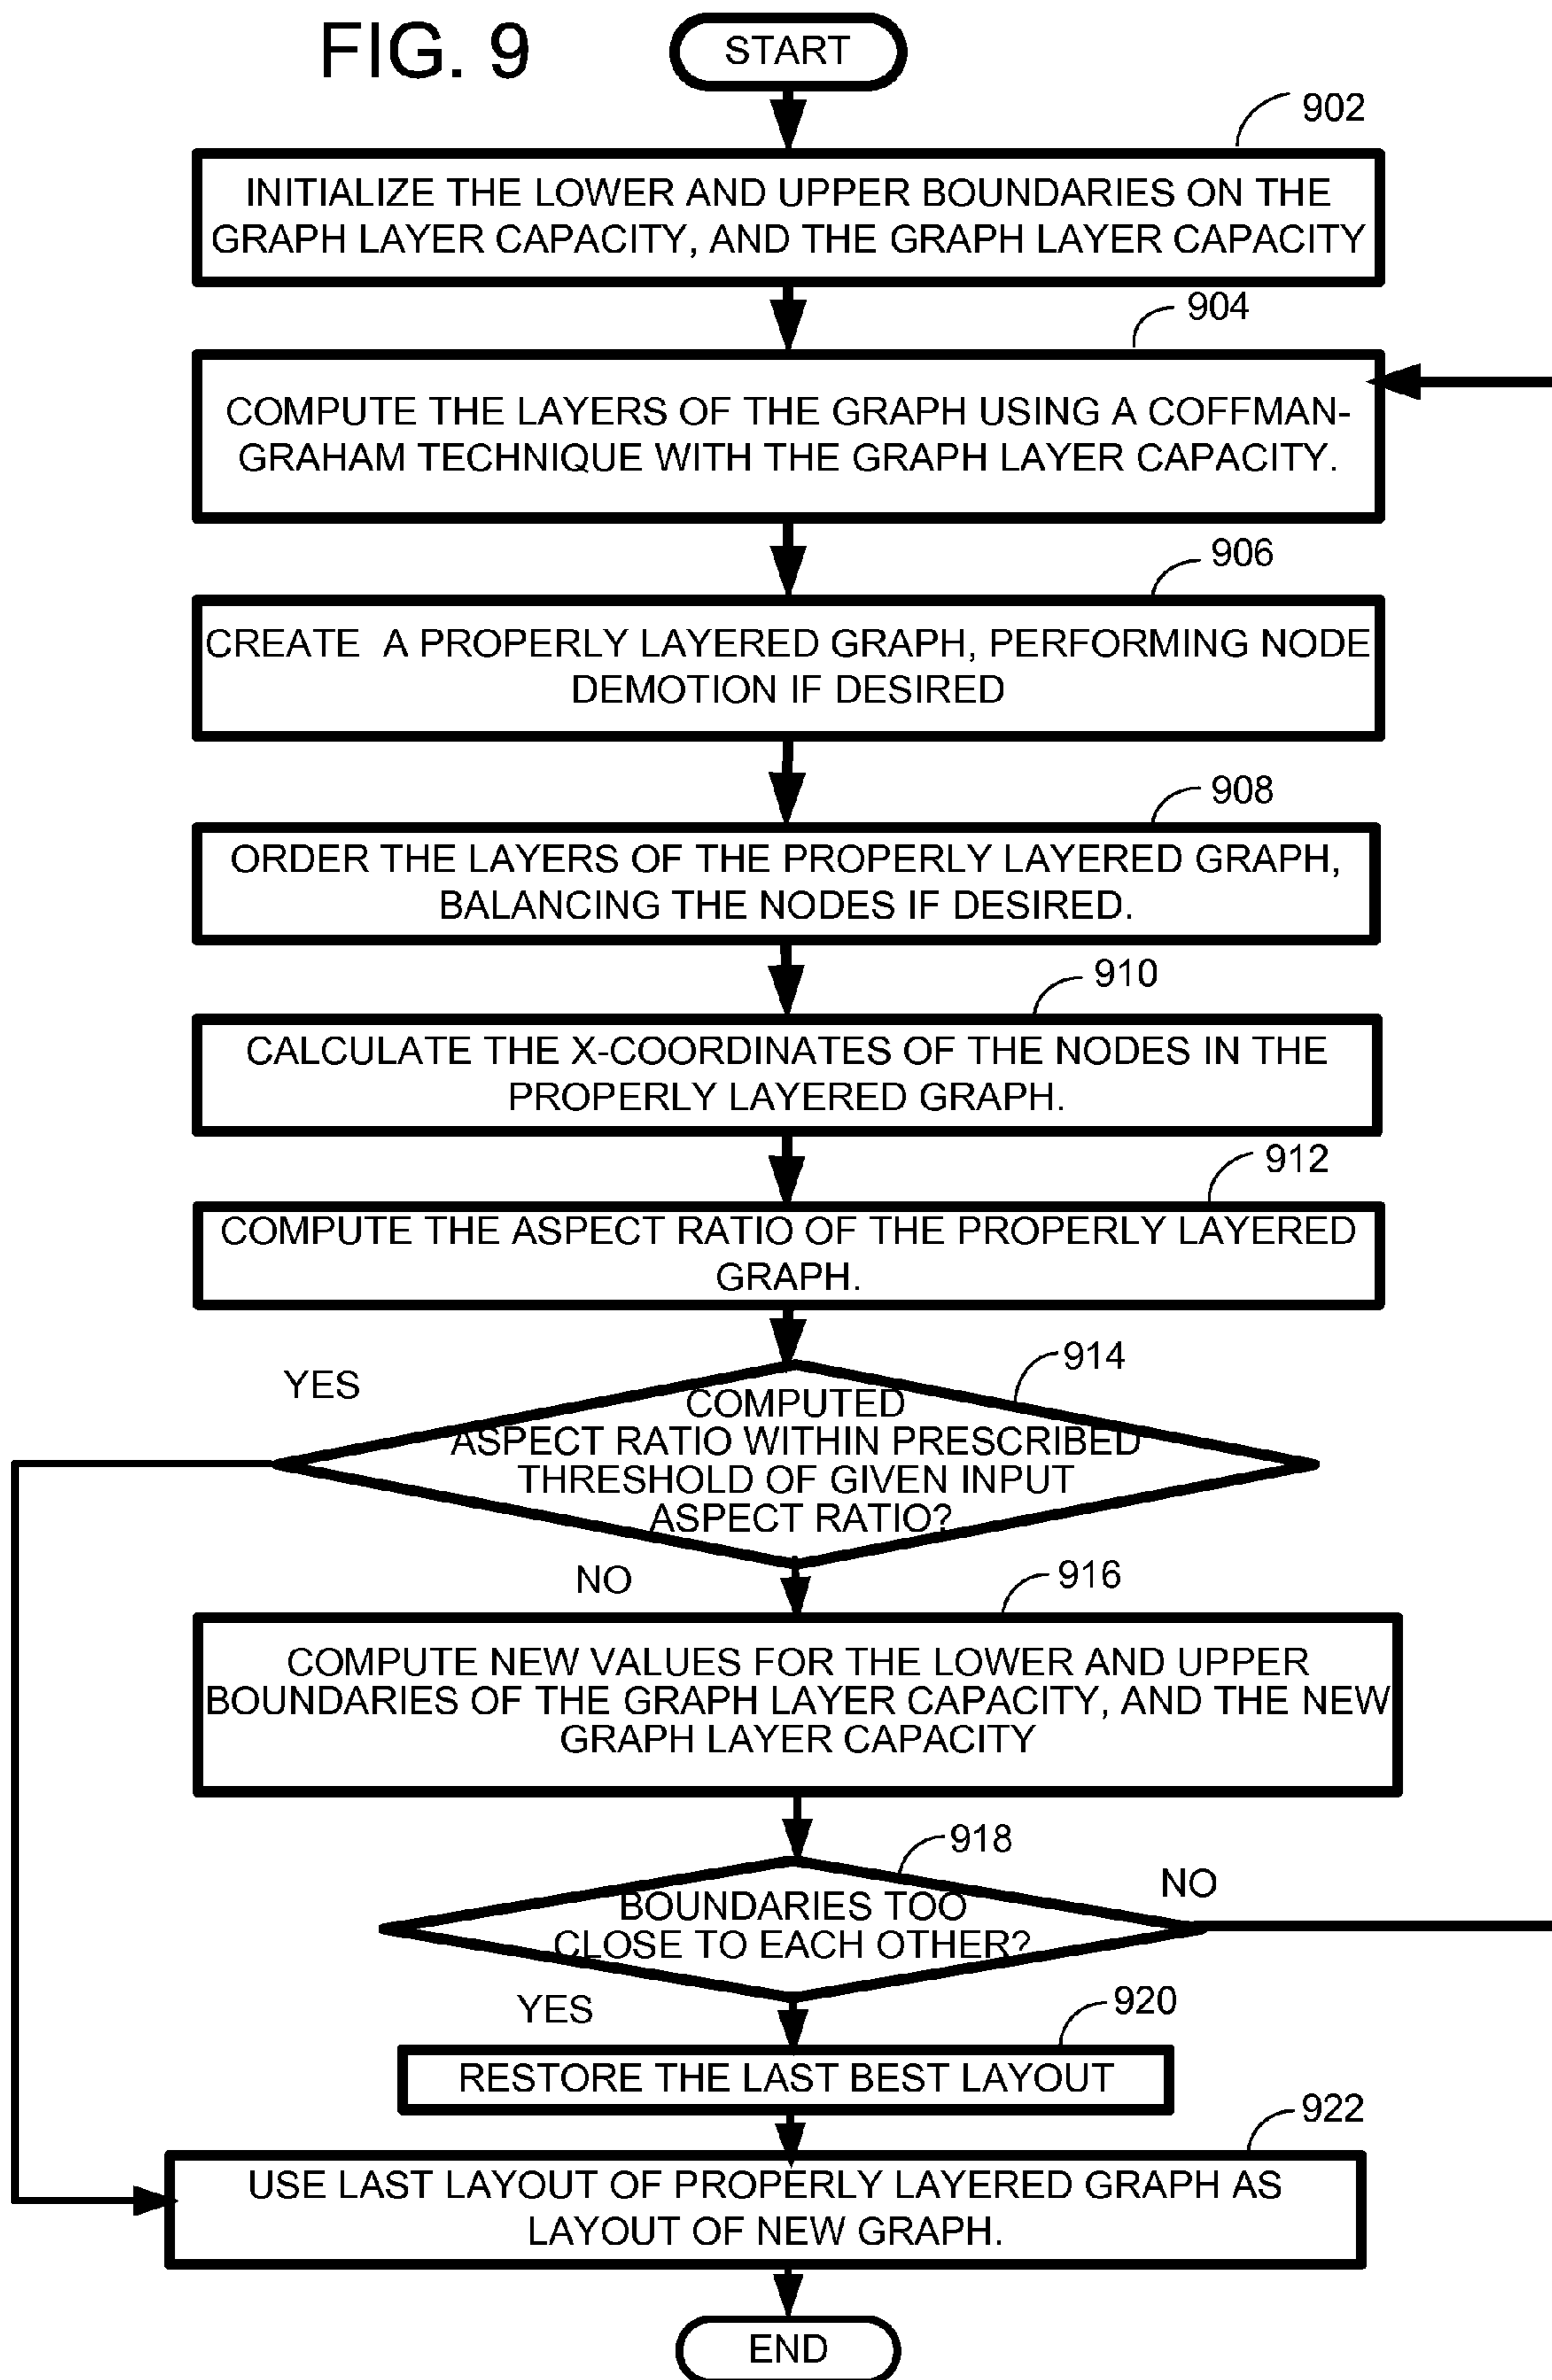 FIG. 9
START
902
INITIALIZE THE LOWER AND UPPER BOUNDARIES ON THE
GRAPH LAYER CAPACITY, AND THE GRAPH LAYER CAPACITY
904
COMPUTE THE LAYERS OF THE GRAPH USING A COFFMAN-
GRAHAM TECHNIQUE WITH THE GRAPH LAYER CAPACITY.
906
CREATE A PROPERLY LAYERED GRAPH, PERFORMING NODE
DEMOTION IF DESIRED
908
ORDER THE LAYERS OF THE PROPERLY LAYERED GRAPH,
BALANCING THE NODES IF DESIRED.
910
CALCULATE THE X-COORDINATES OF THE NODES IN THE
PROPERLY LAYERED GRAPH.
912
COMPUTE THE ASPECT RATIO OF THE PROPERLY LAYERED
GRAPH.
914
YES
COMPUTED
ASPECT RATIO WITHIN PRESCRIBED
THRESHOLD OF GIVEN INPUT
ASPECT RATIO?
NO
916
COMPUTE NEW VALUES FOR THE LOWER AND UPPER
BOUNDARIES OF THE GRAPH LAYER CAPACITY, AND THE NEW
GRAPH LAYER CAPACITY
918
NO
BOUNDARIES TOO
CLOSE TO EACH OTHER?
YES
920
RESTORE THE LAST BEST LAYOUT
922
USE LAST LAYOUT OF PROPERLY LAYERED GRAPH AS
LAYOUT OF NEW GRAPH.
END